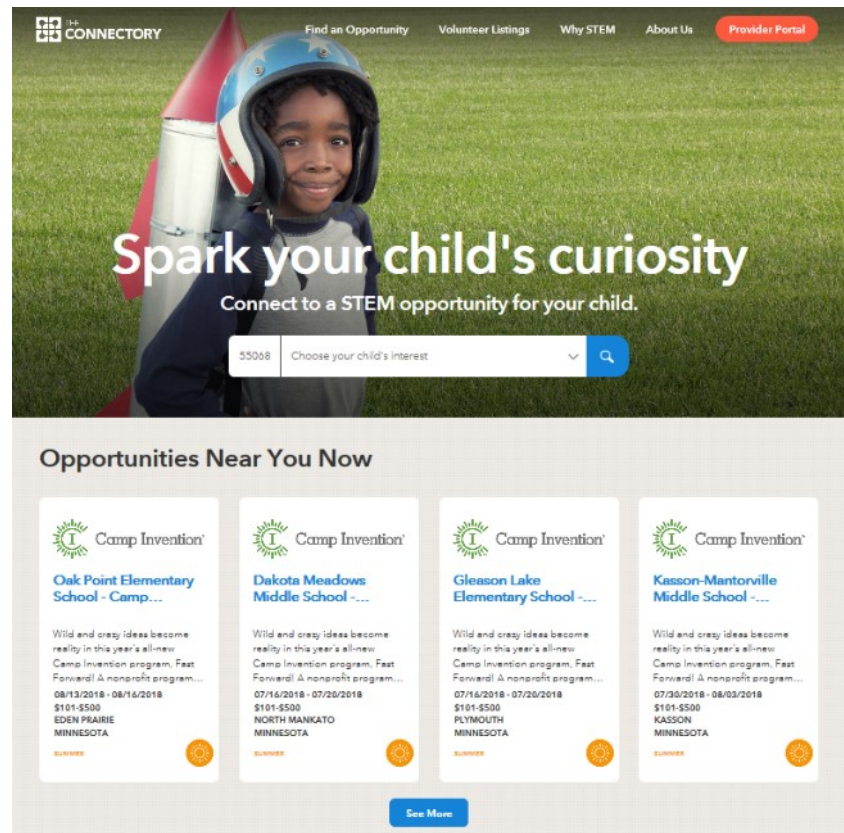 THE
CONNECTORY
Find an Opportunity
Volunteer Listings
Why STEM
About Us
Provider Portal
Spark your child's curiosity
Connect to a STEM opportunity for your child.
55068
Choose your child's interest
Opportunities Near You Now
I Camp Invention
Oak Point Elementary
School - Camp...
Wild and crazy ideas become
reality in this year's all-new
Camp Invention program, Fast
Forward! A nonprofit program...
08/13/2018 - 08/16/2018
$101-$500
EDEN PRAIRIE
MINNESOTA
SUMMER
I Camp Invention
Dakota Meadows
Middle School -...
Wild and crazy ideas become
reality in this year's all-new
Camp Invention program, Fast
Forward! A nonprofit program...
07/16/2018 - 07/20/2018
$101-$500
NORTH MANKATO
MINNESOTA
SUMMER
I Camp Invention
Gleason Lake
Elementary School -...
Wild and crazy ideas become
reality in this year's all-new
Camp Invention program, Fast
Forward! A nonprofit program...
07/16/2018 - 07/20/2018
$101-$500
PLYMOUTH
MINNESOTA
SUMMER
I Camp Invention
Kasson-Mantorville
Middle School -...
Wild and crazy ideas become
reality in this year's all-new
Camp Invention program, Fast
Forward! A nonprofit program...
07/30/2018 - 08/03/2018
$101-$500
KASSON
MINNESOTA
SUMMER
See More